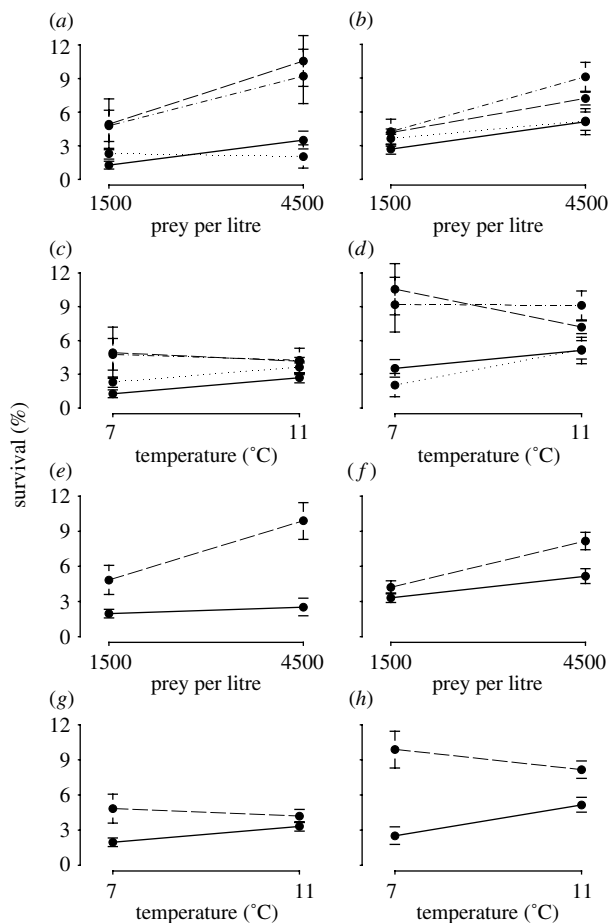 (a) (b)
12
9
6
3
0
1500 4500 1500 4500
prey per litre prey per litre
(c) (d)
12
9
6
3
0
7 11 7 11
temperature (˚C) temperature (˚C)
survival (%)
(e) (f)
12
9
6
3
0
1500 4500 1500 4500
prey per litre prey per litre
(g) (h)
12
9
6
3
0
7 11 7 11
temperature (˚C) temperature (˚C)